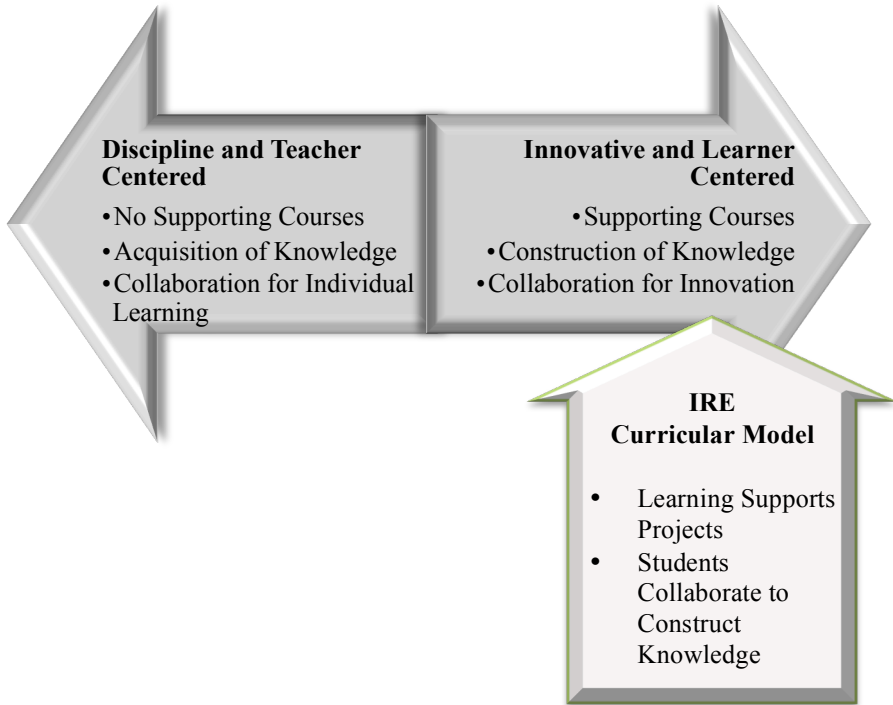 Discipline and Teacher
Centered
•No Supporting Courses
•Acquisition of Knowledge
•Collaboration for Individual
Learning
Innovative and Learner
Centered
•Supporting Courses
•Construction of Knowledge
•Collaboration for Innovation
IRE
Curricular Model
• Learning Supports
Projects
• Students
Collaborate to
Construct
Knowledge